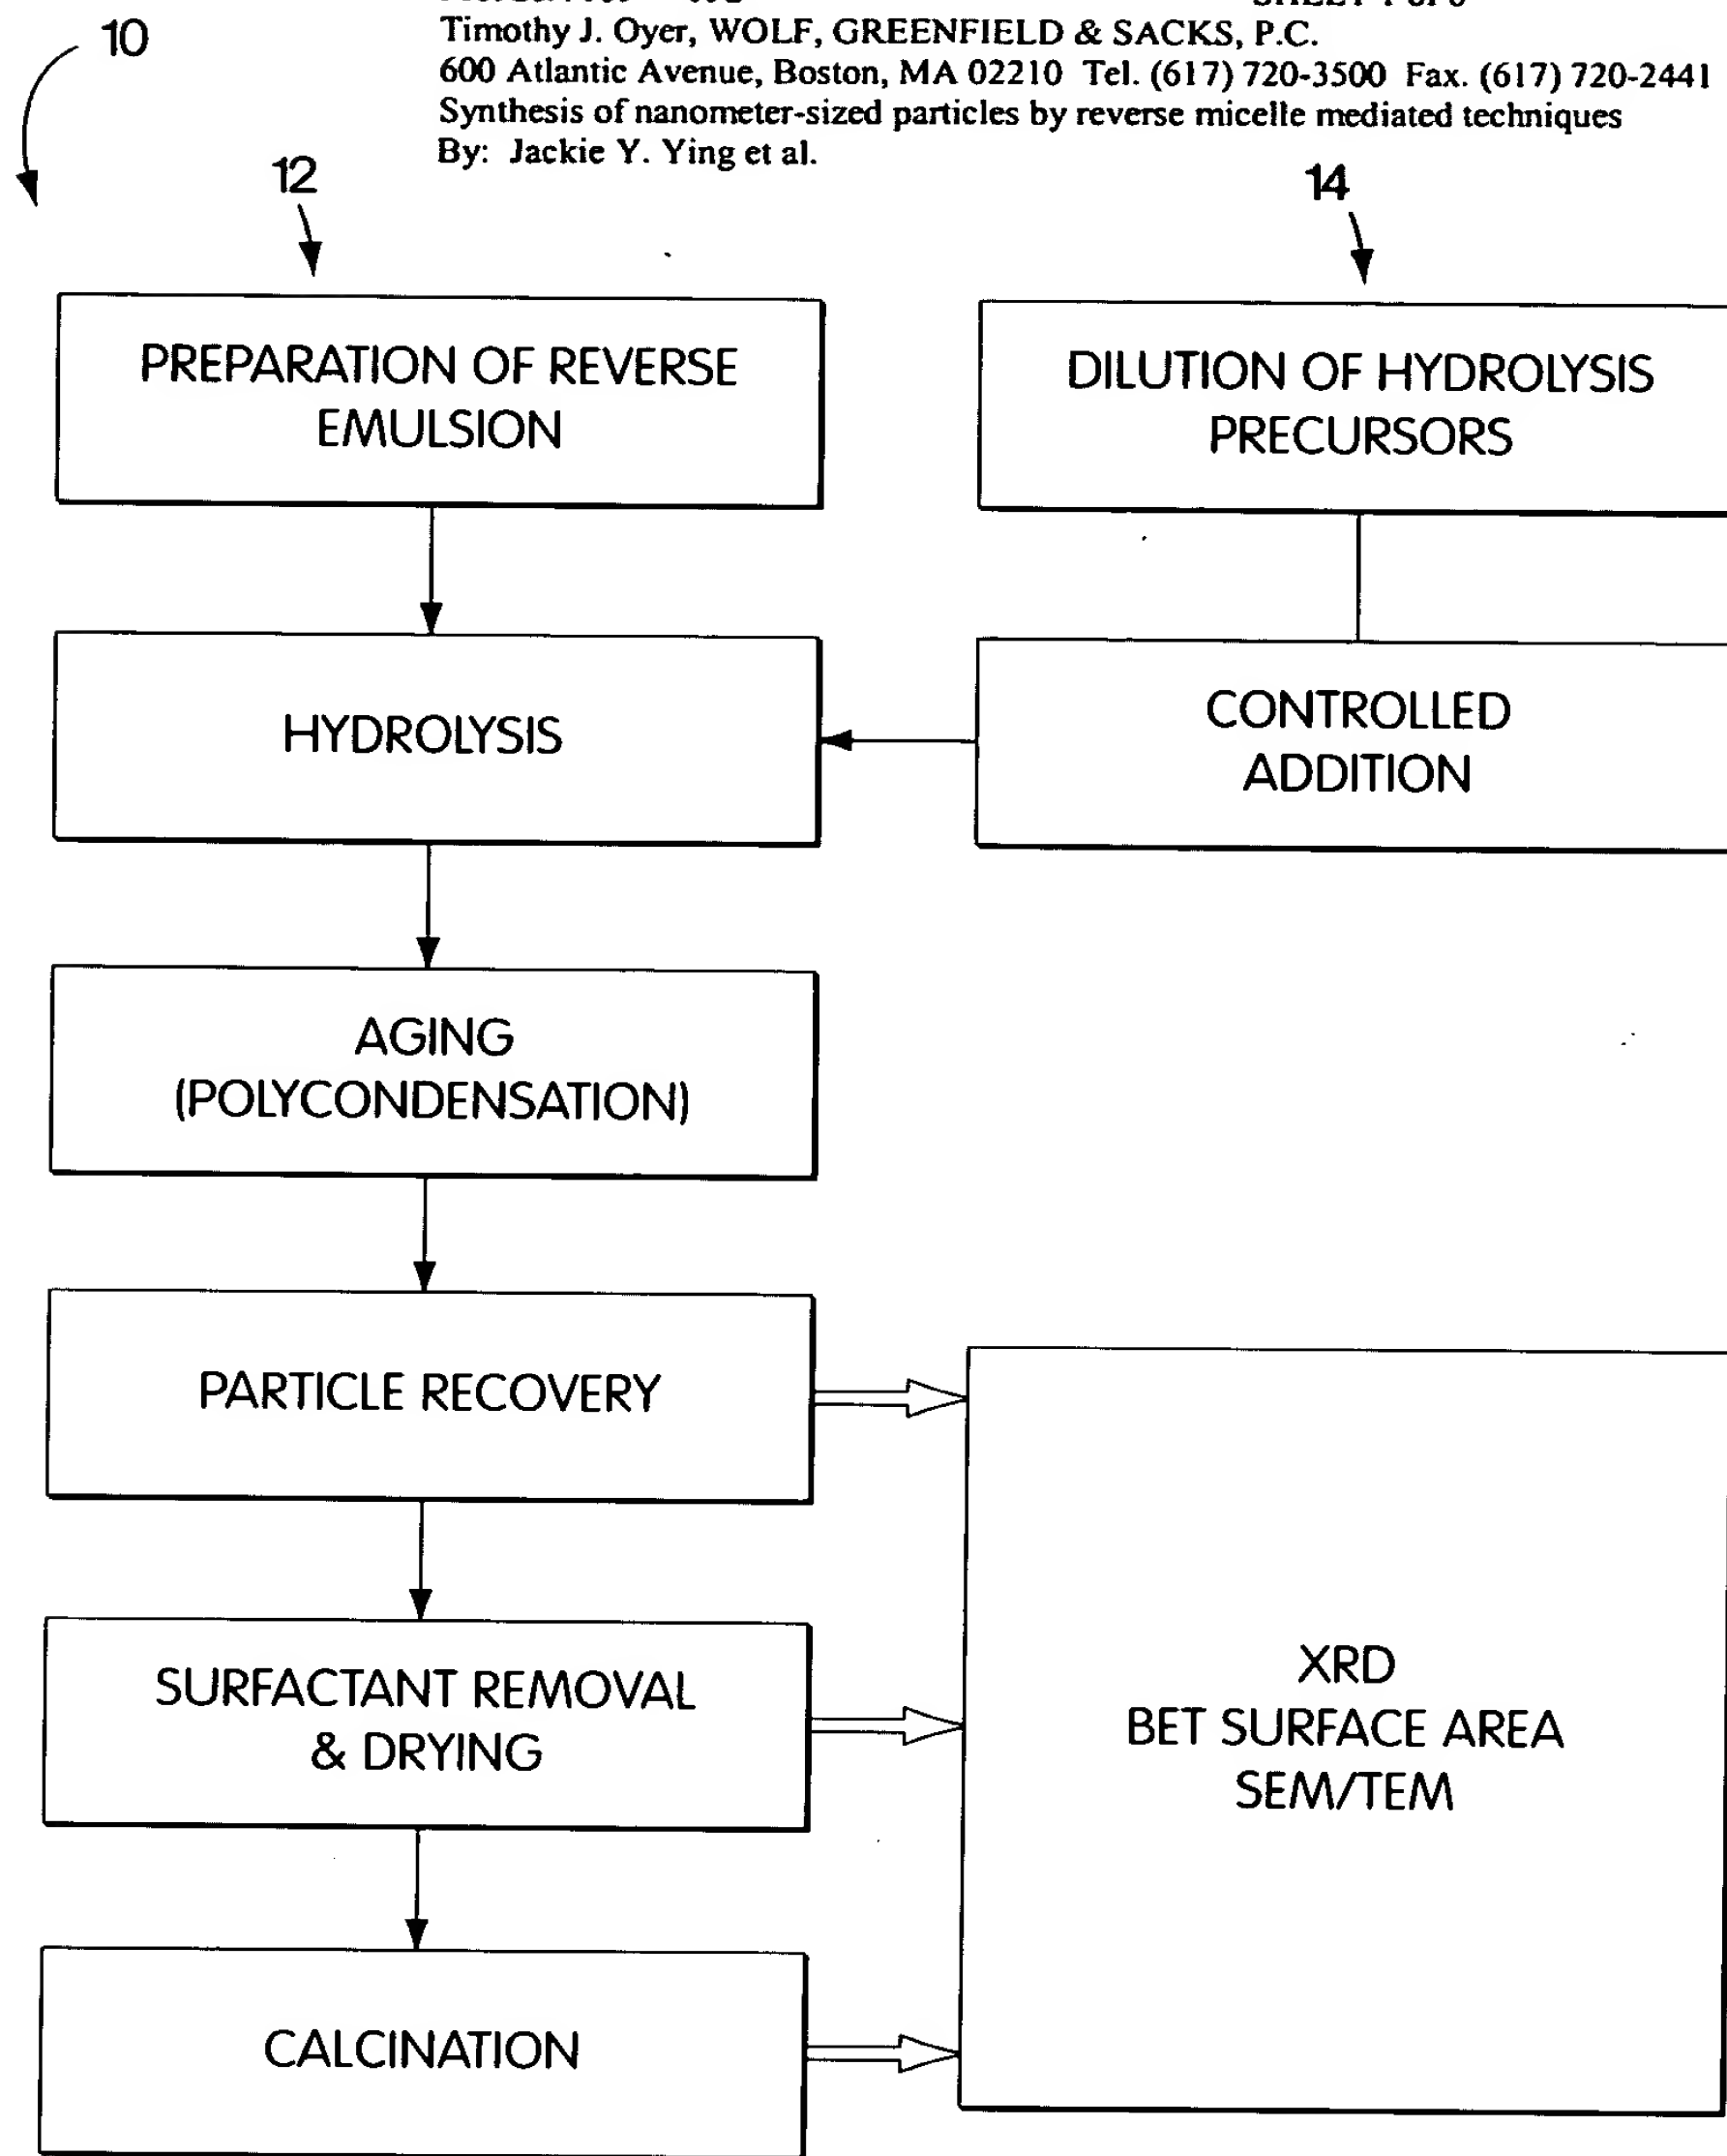 10
Timothy J. Oyer, WOLF, GREENFIELD & SACKS, P.C.
600 Atlantic Avenue, Boston, MA 02210 Tel. (617) 720-3500 Fax. (617) 720-2441
Synthesis of nanometer-sized particles by reverse micelle mediated techniques
By: Jackie Y. Ying et al.
12
14
PREPARATION OF REVERSE
EMULSION
DILUTION OF HYDROLYSIS
PRECURSORS
HYDROLYSIS
CONTROLLED
ADDITION
AGING
(POLYCONDENSATION)
PARTICLE RECOVERY
SURFACTANT REMOVAL
& DRYING
XRD
BET SURFACE AREA
SEM/TEM
CALCINATION